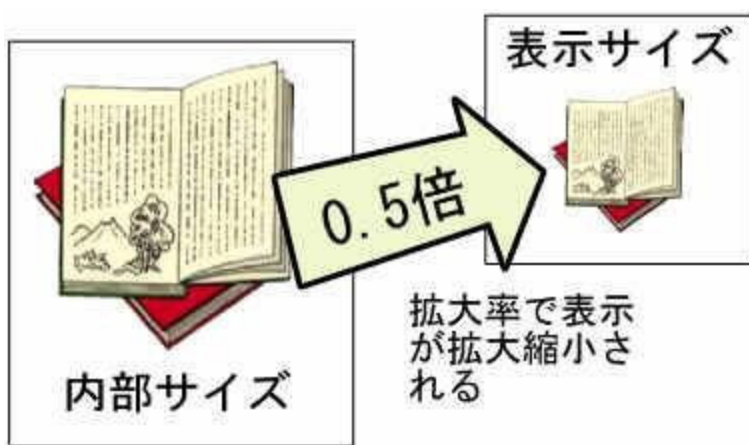 表示サイズ
0.5倍
内部サイズ
拡大率で表示
が拡大縮小さ
れる